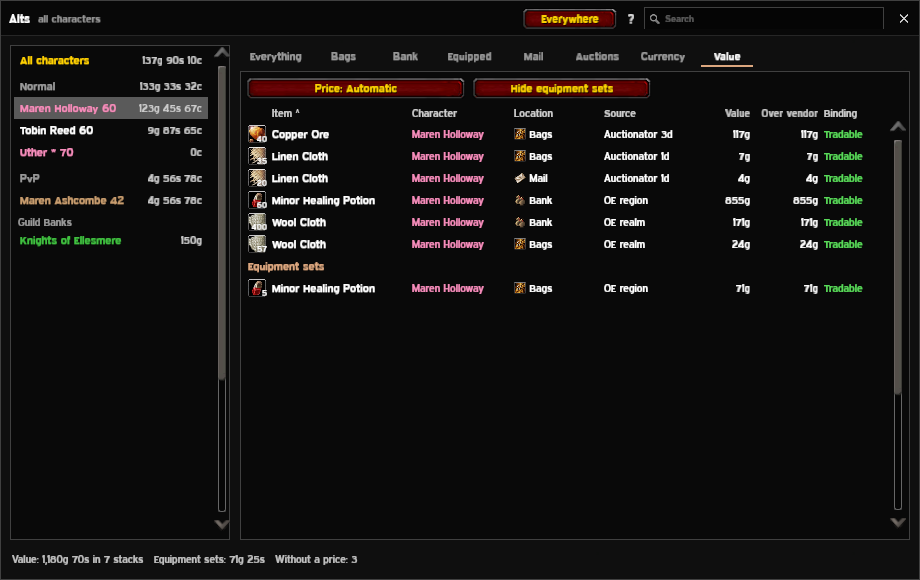 Alts all characters Everywhere ? Search
All characters 137g 90s 10c
Normal 133g 33s 32c
Maren Holloway 60 123g 45s 67c
Tobin Reed 60 9g 87s 65c
Uther * 70 0c
PvP 4g 56s 78c
Maren Ashcombe 42 4g 56s 78c
Guild Banks
Knights of Ellesmere 150g
Everything Bags Bank Equipped Mail Auctions Currency Value
Price: Automatic Hide equipment sets
Item ^ Character Location Source Value Over vendor Binding
40 Copper Ore Maren Holloway Bags Auctionator 3d 117g 117g Tradable
35 Linen Cloth Maren Holloway Bags Auctionator 1d 7g 7g Tradable
20 Linen Cloth Maren Holloway Mail Auctionator 1d 4g 4g Tradable
60 Minor Healing Potion Maren Holloway Bank OE region 855g 855g Tradable
400 Wool Cloth Maren Holloway Bank OE realm 171g 171g Tradable
57 Wool Cloth Maren Holloway Bags OE realm 24g 24g Tradable
Equipment sets
5 Minor Healing Potion Maren Holloway Bags OE region 71g 71g Tradable
Value: 1,180g 70s in 7 stacks Equipment sets: 71g 25s Without a price: 3